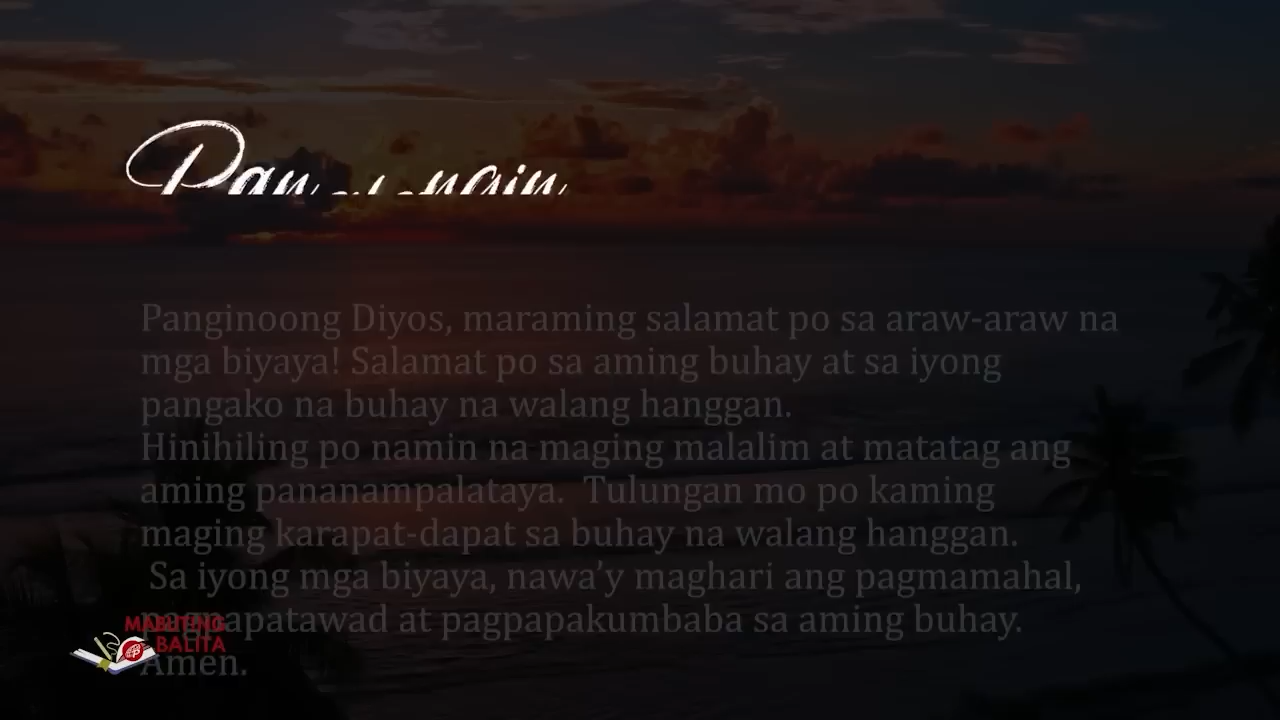 Panginoong Diyos, maraming salamat po sa araw-araw na
mga biyaya! Salamat po sa aming buhay at sa iyong
pangako na buhay na walang hanggan.
Hinihiling po namin na maging malalim at matatag ang
aming pananampalataya. Tulungan mo po kaming
maging karapat-dapat sa buhay na walang hanggan.
Sa iyong mga biyaya, nawa’y maghari ang pagmamahal,
pagpapatawad at pagpapakumbaba sa aming buhay.
Amen.
MABUTING
BALITA